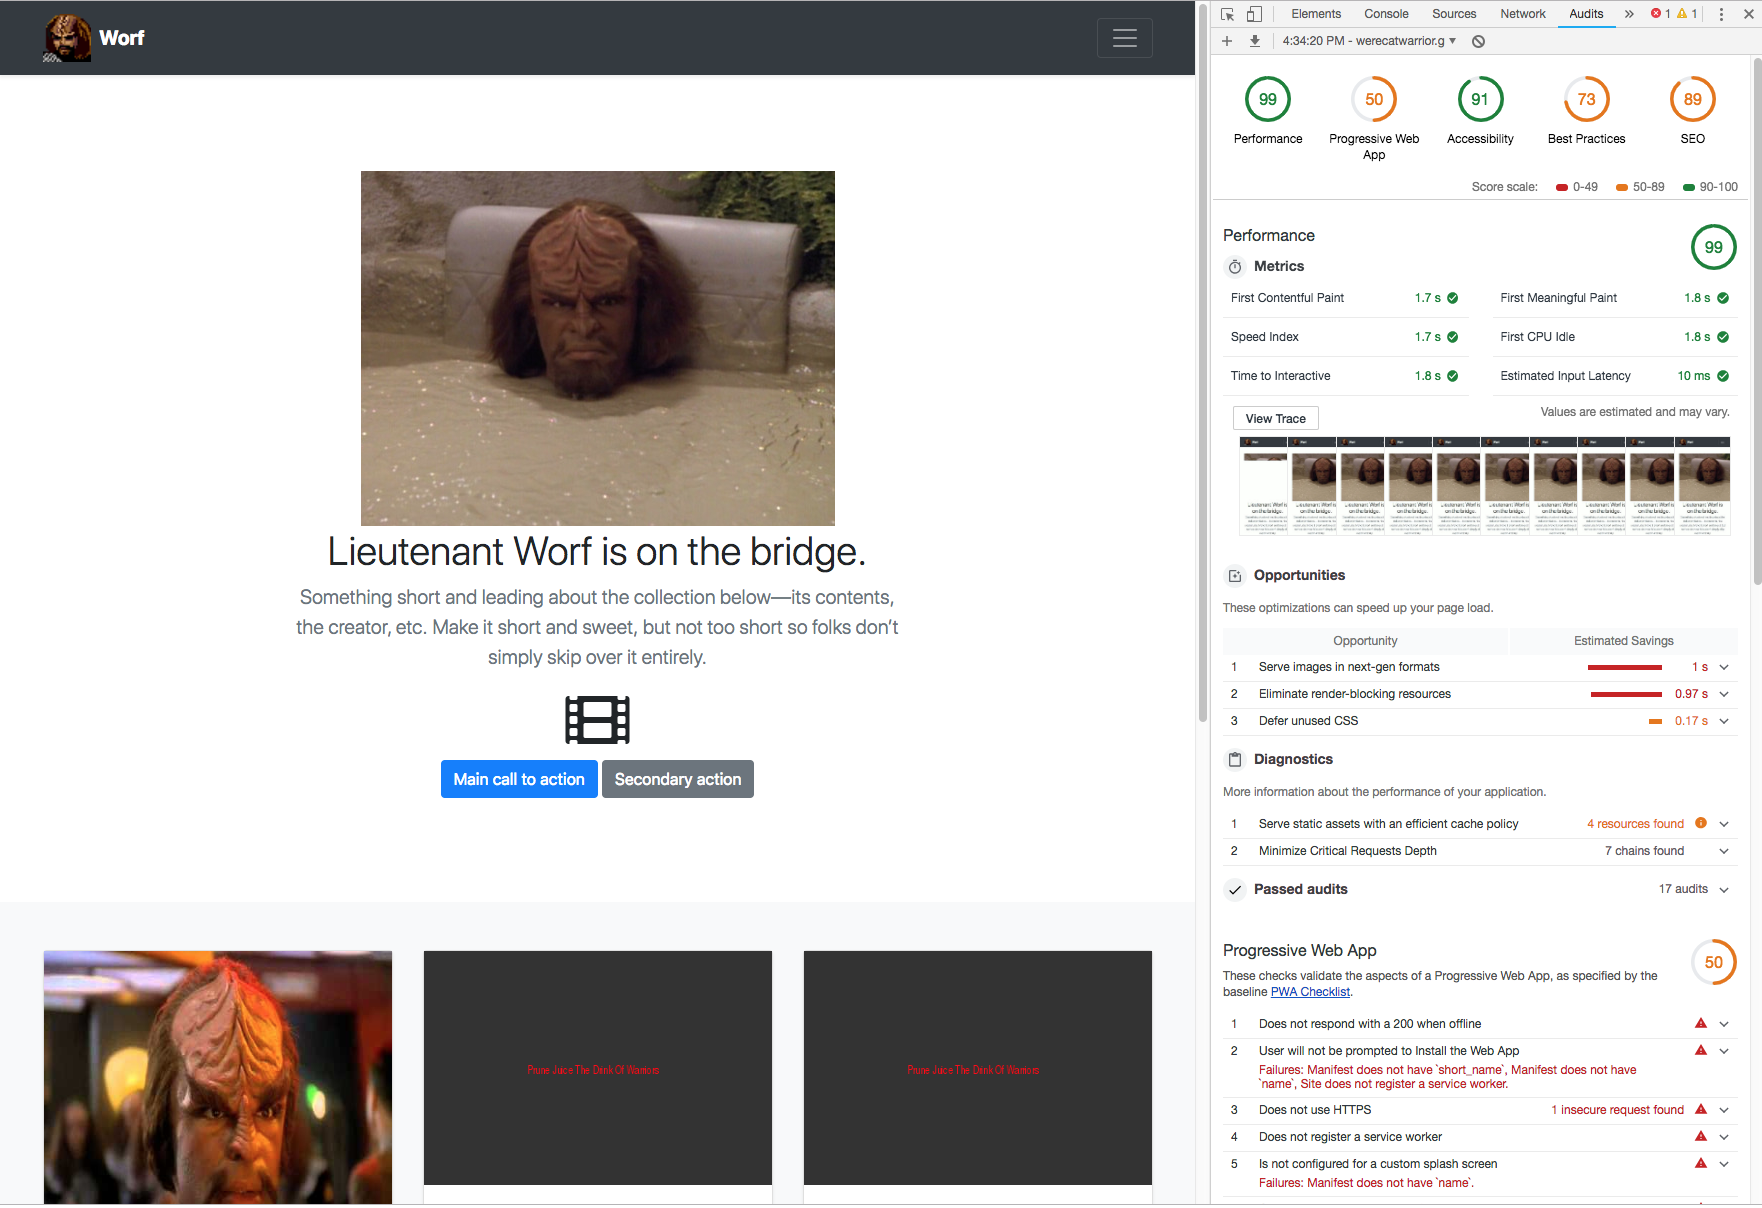 Worf
Lieutenant Worf is on the bridge.
Something short and leading about the collection below—its contents,
the creator, etc. Make it short and sweet, but not too short so folks don’t
simply skip over it entirely.
Main call to action
Secondary action
Prune Juice The Drink Of Warriors
Prune Juice The Drink Of Warriors
Elements Console Sources Network Audits » 1 1
4:34:20 PM - werecatwarrior.g
99 50 91 73 89
Performance Progressive Web App Accessibility Best Practices SEO
Score scale: 0-49 50-89 90-100
Performance 99
Metrics
First Contentful Paint 1.7 s First Meaningful Paint 1.8 s
Speed Index 1.7 s First CPU Idle 1.8 s
Time to Interactive 1.8 s Estimated Input Latency 10 ms
View Trace Values are estimated and may vary.
Opportunities
These optimizations can speed up your page load.
Opportunity Estimated Savings
1 Serve images in next-gen formats 1 s
2 Eliminate render-blocking resources 0.97 s
3 Defer unused CSS 0.17 s
Diagnostics
More information about the performance of your application.
1 Serve static assets with an efficient cache policy 4 resources found
2 Minimize Critical Requests Depth 7 chains found
Passed audits 17 audits
Progressive Web App 50
These checks validate the aspects of a Progressive Web App, as specified by the
baseline PWA Checklist.
1 Does not respond with a 200 when offline
2 User will not be prompted to Install the Web App
Failures: Manifest does not have `short_name`, Manifest does not have
`name`, Site does not register a service worker.
3 Does not use HTTPS 1 insecure request found
4 Does not register a service worker
5 Is not configured for a custom splash screen
Failures: Manifest does not have `name`.